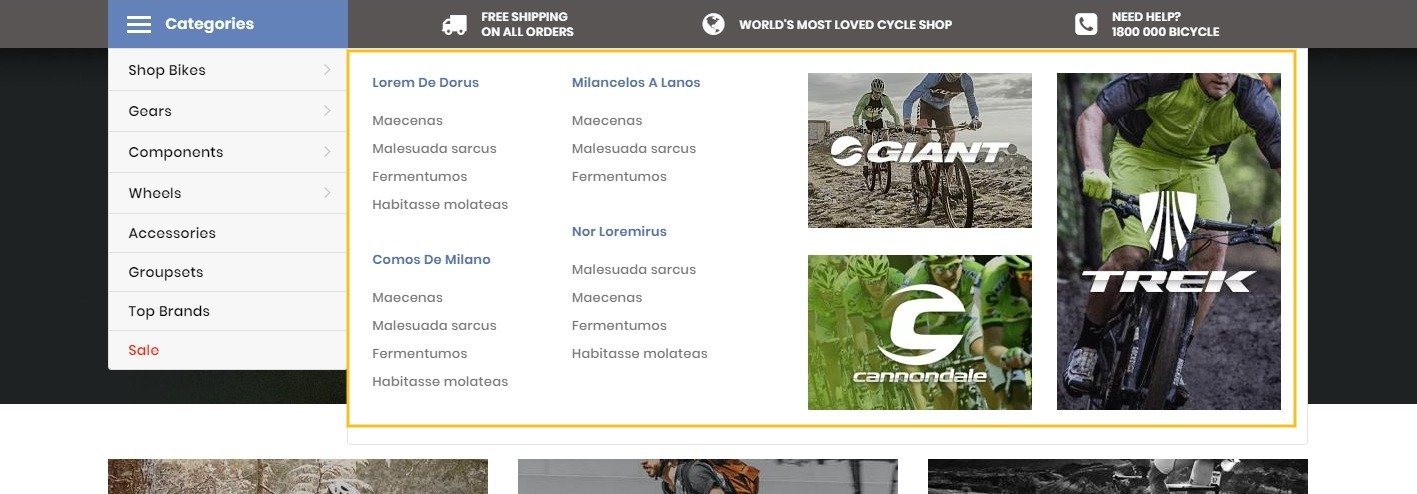 Categories
FREE SHIPPING
ON ALL ORDERS
WORLD'S MOST LOVED CYCLE SHOP
NEED HELP?
1800 000 BICYCLE
Shop Bikes
Gears
Components
Wheels
Accessories
Groupsets
Top Brands
Sale
Lorem De Dorus
Maecenas
Malesuada sarcus
Fermentumos
Habitasse molateas
Comos De Milano
Maecenas
Malesuada sarcus
Fermentumos
Habitasse molateas
Milancelos A Lanos
Maecenas
Malesuada sarcus
Fermentumos
Nor Loremirus
Malesuada sarcus
Maecenas
Fermentumos
Habitasse molateas
GIANT
cannondale
TREK